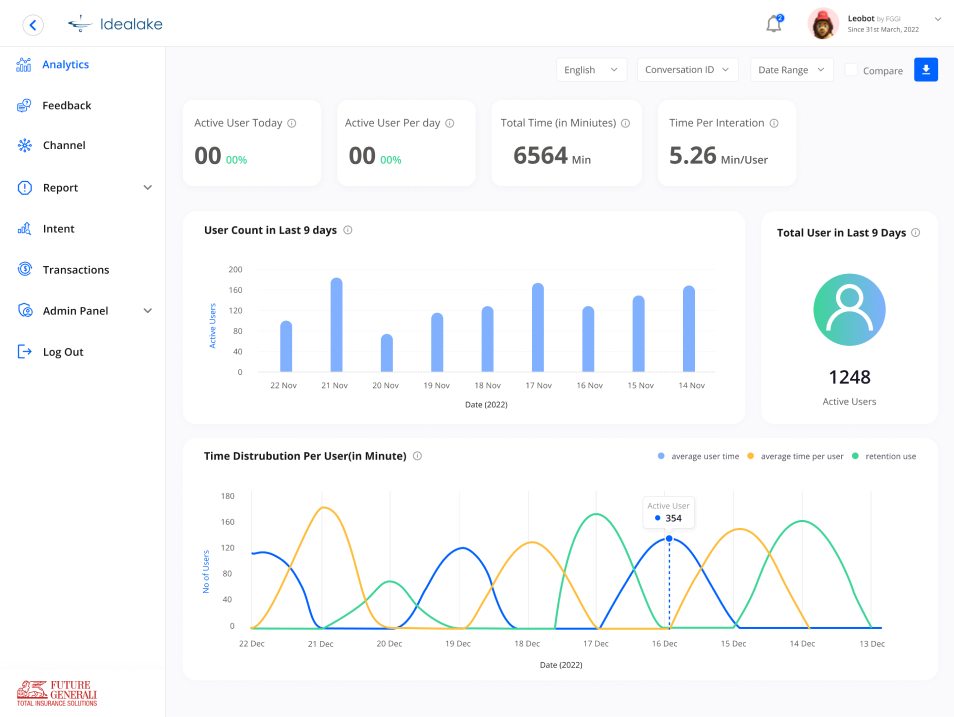 Idealake
2
Leobot by FGGI
Since 31st March, 2022
Analytics
Feedback
Channel
Report
Intent
Transactions
Admin Panel
Log Out
FUTURE
GENERALI
TOTAL INSURANCE SOLUTIONS
English
Conversation ID
Date Range
Compare
Active User Today
00 00%
Active User Per day
00 00%
Total Time (in Miniutes)
6564 Min
Time Per Interation
5.26 Min/User
User Count in Last 9 days
Active Users
200
160
120
80
40
0
22 Nov 21 Nov 20 Nov 19 Nov 18 Nov 17 Nov 16 Nov 15 Nov 14 Nov
Date (2022)
Total User in Last 9 Days
1248
Active Users
Time Distrubution Per User(in Minute)
average user time average time per user retention use
No of Users
180
160
120
80
40
0
Active User
354
22 Dec 21 Dec 20 Dec 19 Dec 18 Dec 17 Dec 16 Dec 15 Dec 14 Dec 13 Dec
Date (2022)